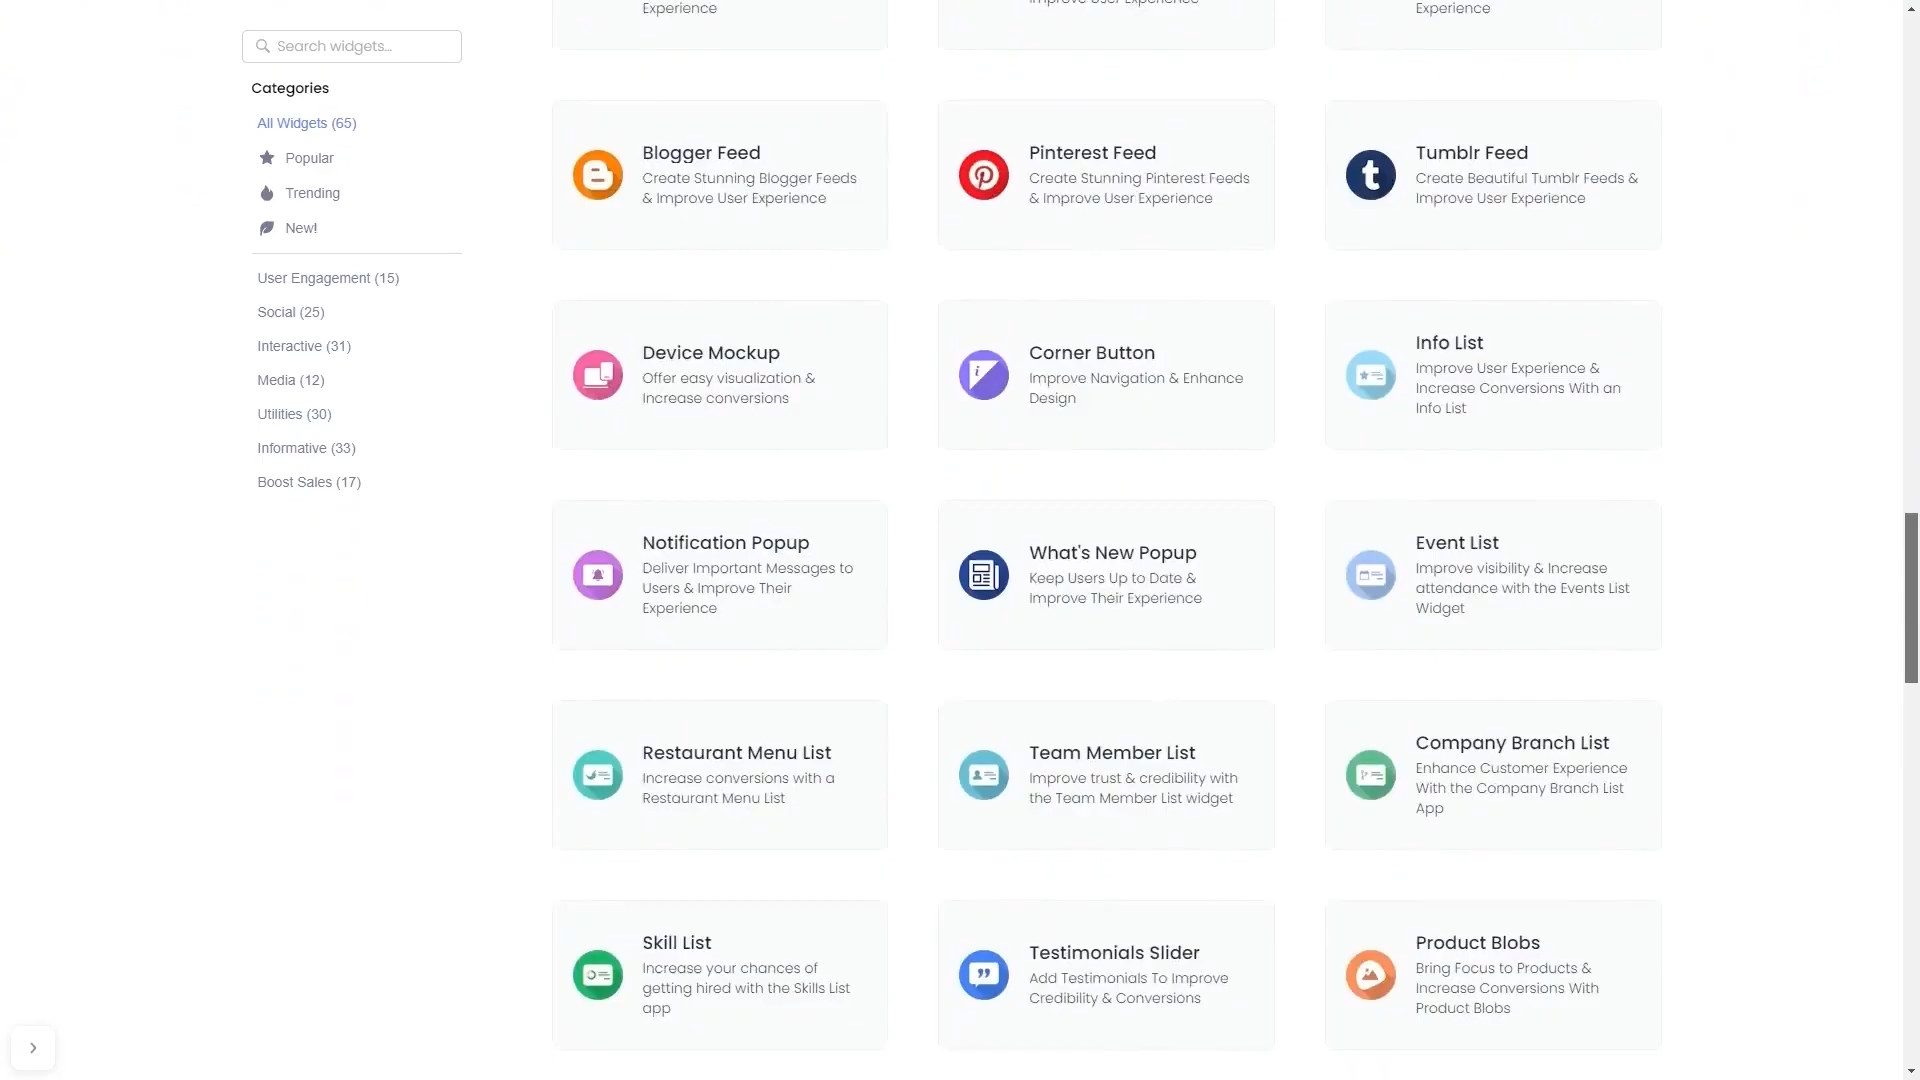 Experience
Improve User Experience
Experience
Search widgets...
Categories
All Widgets (65)
Popular
Trending
New!
User Engagement (15)
Social (25)
Interactive (31)
Media (12)
Utilities (30)
Informative (33)
Boost Sales (17)
Blogger Feed
Create Stunning Blogger Feeds
& Improve User Experience
Pinterest Feed
Create Stunning Pinterest Feeds
& Improve User Experience
Tumblr Feed
Create Beautiful Tumblr Feeds &
Improve User Experience
Device Mockup
Offer easy visualization &
Increase conversions
Corner Button
Improve Navigation & Enhance
Design
Info List
Improve User Experience &
Increase Conversions With an
Info List
Notification Popup
Deliver Important Messages to
Users & Improve Their
Experience
What's New Popup
Keep Users Up to Date &
Improve Their Experience
Event List
Improve visibility & Increase
attendance with the Events List
Widget
Restaurant Menu List
Increase conversions with a
Restaurant Menu List
Team Member List
Improve trust & credibility with
the Team Member List widget
Company Branch List
Enhance Customer Experience
With the Company Branch List
App
Skill List
Increase your chances of
getting hired with the Skills List
app
Testimonials Slider
Add Testimonials To Improve
Credibility & Conversions
Product Blobs
Bring Focus to Products &
Increase Conversions With
Product Blobs